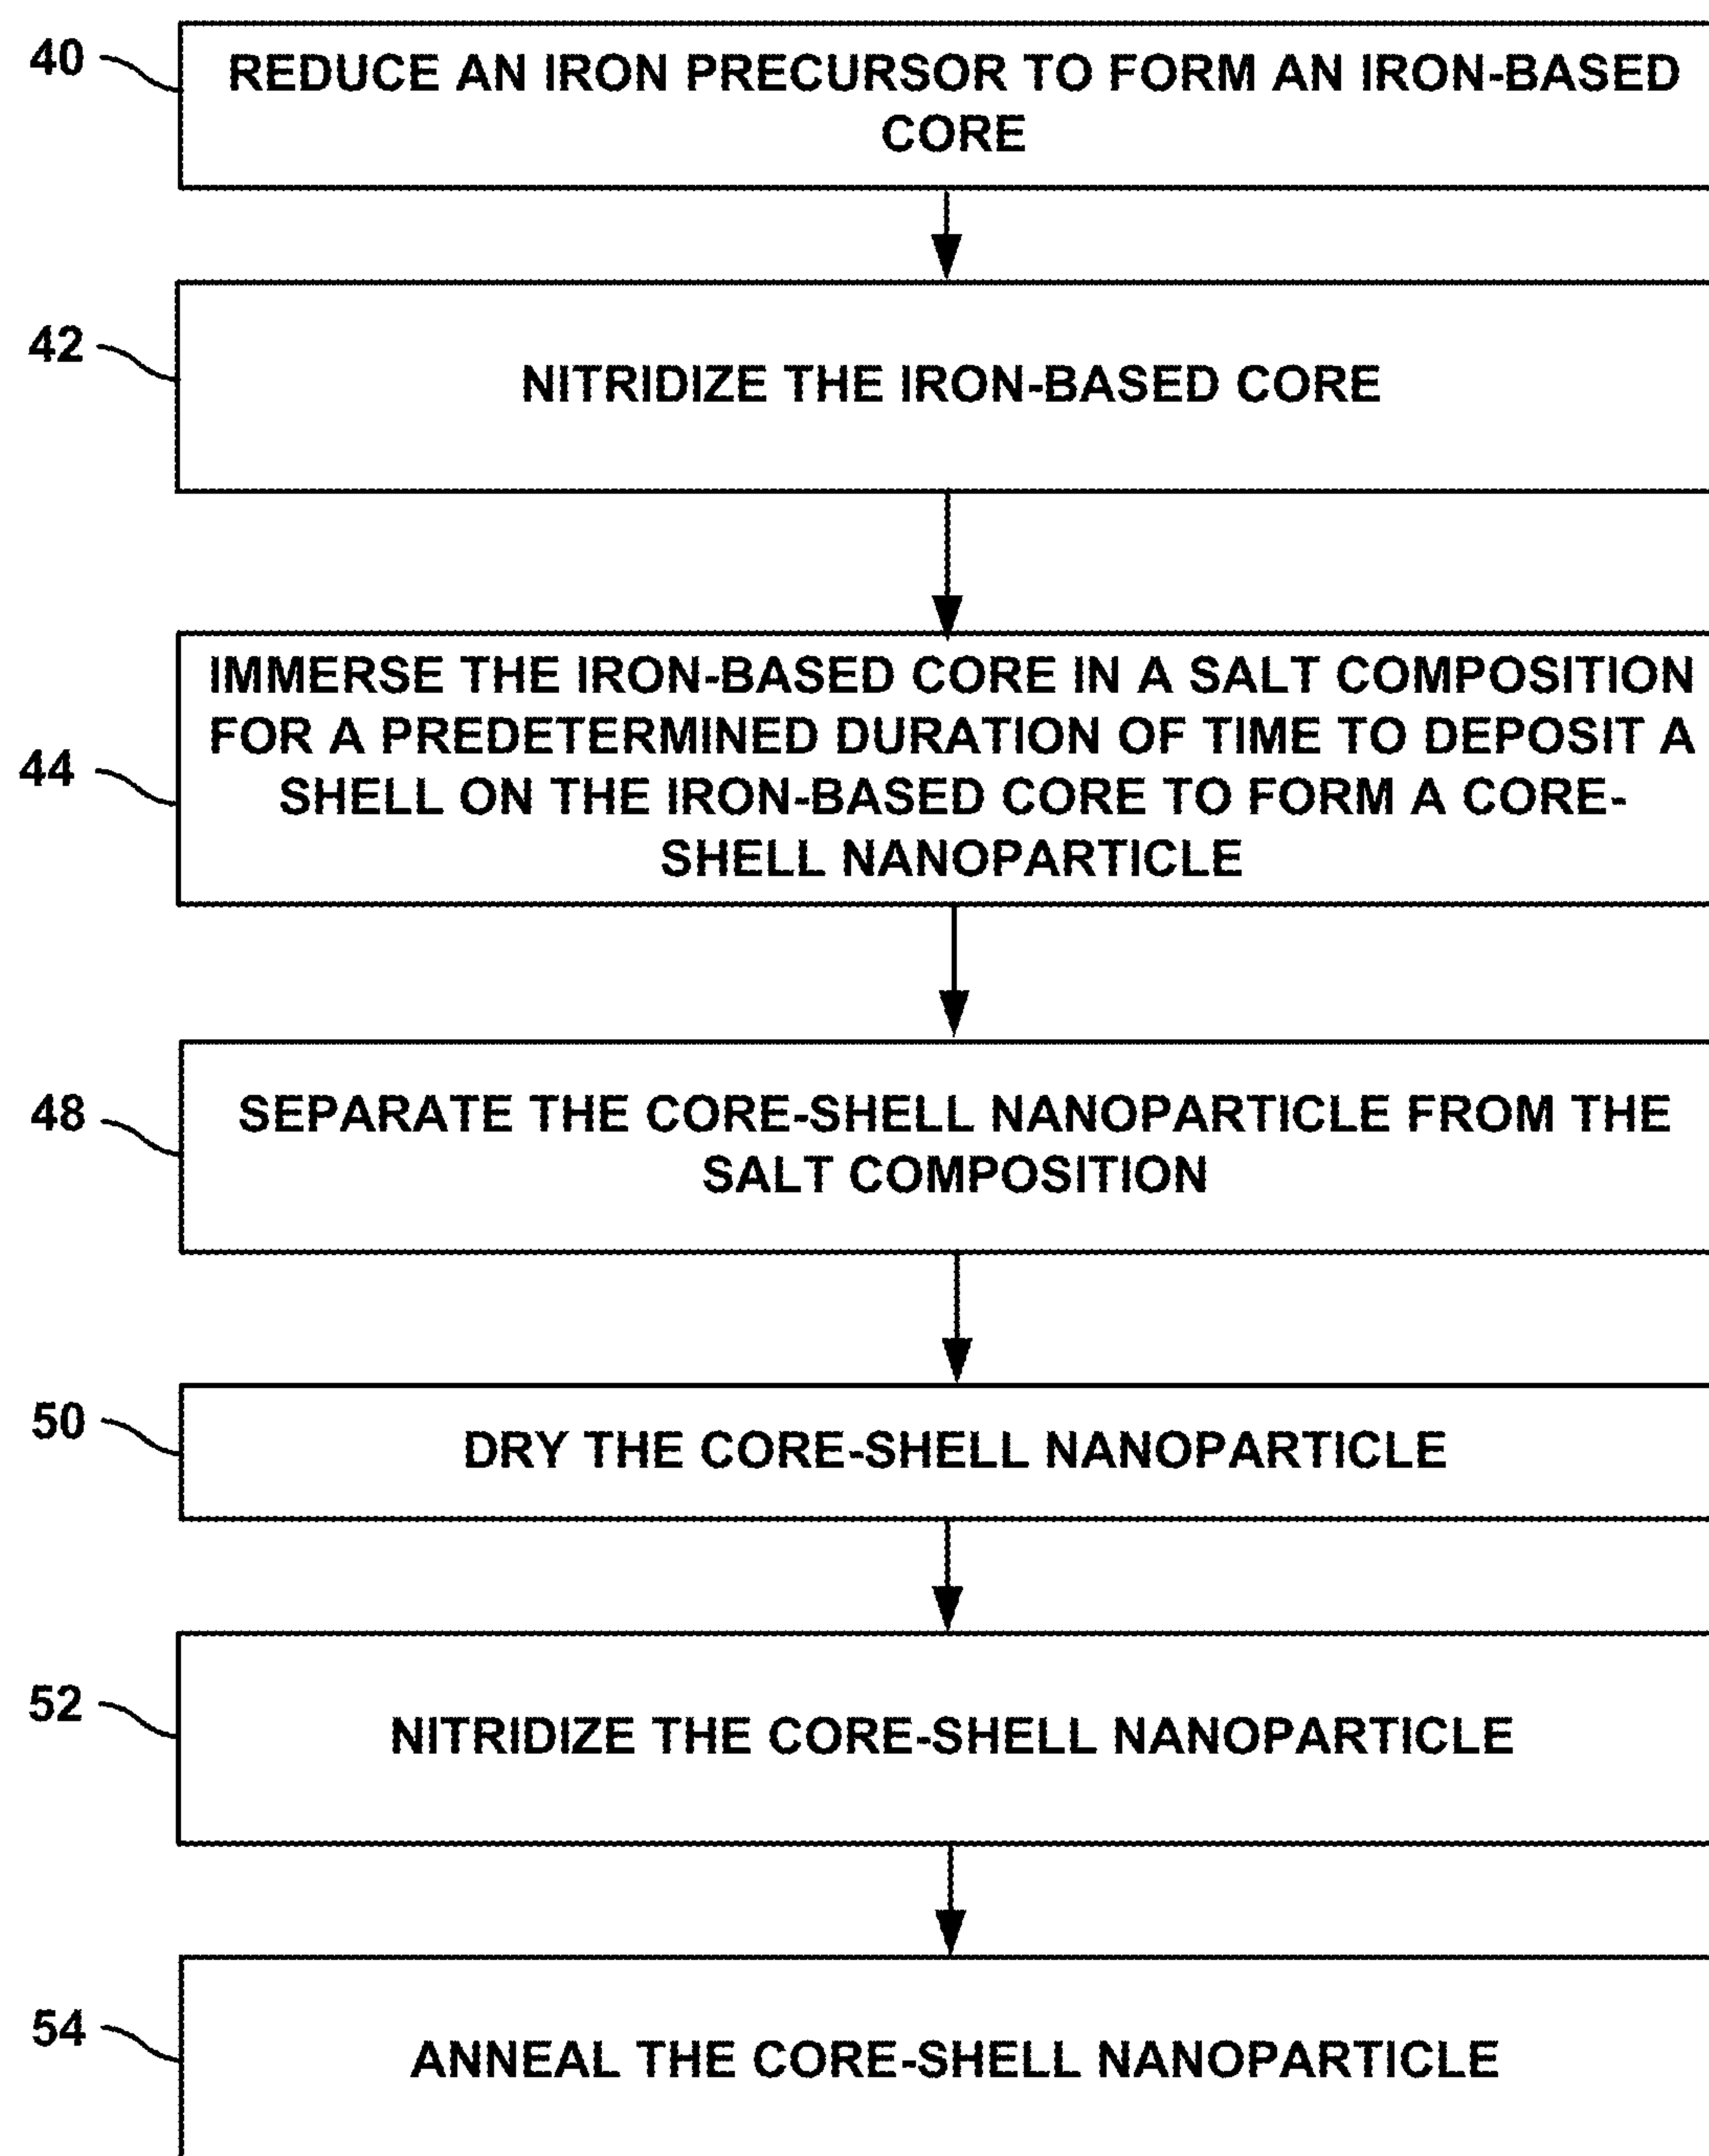 40
REDUCE AN IRON PRECURSOR TO FORM AN IRON-BASED
CORE
42
NITRIDIZE THE IRON-BASED CORE
IMMERSE THE IRON-BASED CORE IN A SALT COMPOSITION
FOR A PREDETERMINED DURATION OF TIME TO DEPOSIT A
44
SHELL ON THE IRON-BASED CORE TO FORM A CORE-
SHELL NANOPARTICLE
48
SEPARATE THE CORE-SHELL NANOPARTICLE FROM THE
SALT COMPOSITION
50
DRY THE CORE-SHELL NANOPARTICLE
52
NITRIDIZE THE CORE-SHELL NANOPARTICLE
54
ANNEAL THE CORE-SHELL NANOPARTICLE